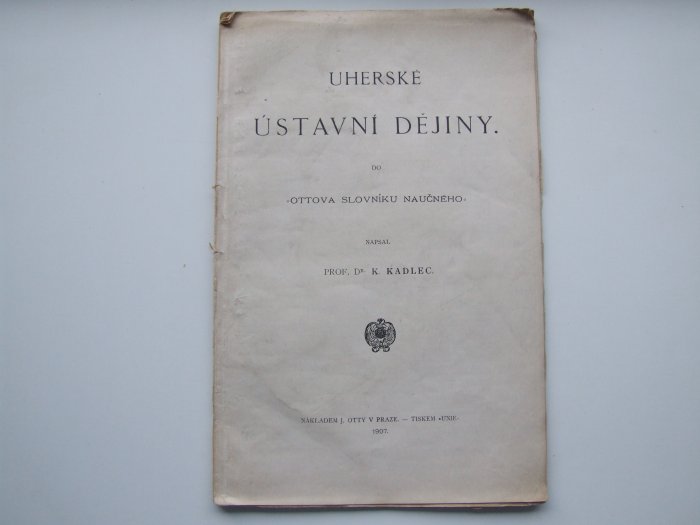 UHERSKÉ
ÚSTAVNÍ DĚJINY.
DO
»OTTOVA SLOVNÍKU NAUČNÉHO«
NAPSAL
PROF. DR. K. KADLEC.
NÁKLADEM J. OTTY V PRAZE. — TISKEM »UNIE«
1907.